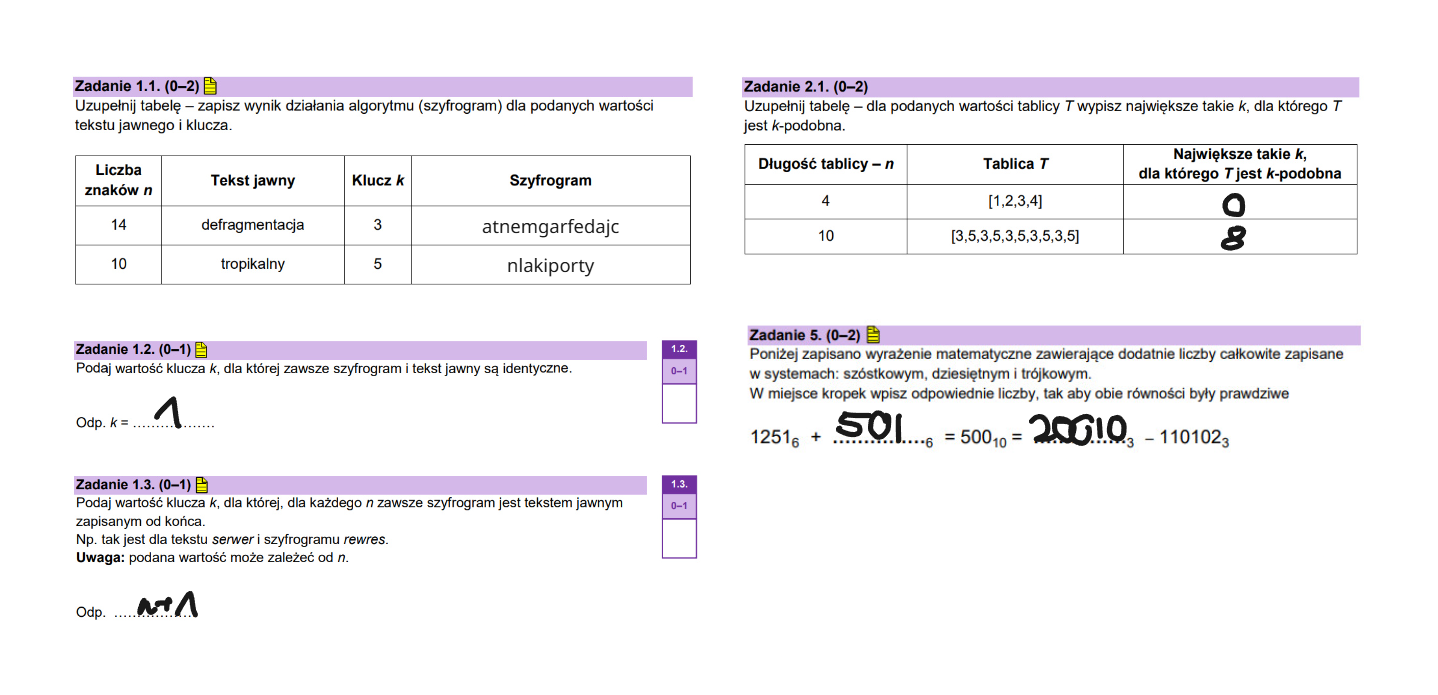 Zadanie 1.1. (0–2)
Uzupełnij tabelę – zapisz wynik działania algorytmu (szyfrogram) dla podanych wartości
tekstu jawnego i klucza.
Liczba znaków n | Tekst jawny | Klucz k | Szyfrogram
14 | defragmentacja | 3 | atnemgarfedajc
10 | tropikalny | 5 | nlakiporty
Zadanie 1.2. (0–1)
Podaj wartość klucza k, dla której zawsze szyfrogram i tekst jawny są identyczne.
Odp. k = ...1...
1.2.
0–1
Zadanie 1.3. (0–1)
Podaj wartość klucza k, dla której, dla każdego n zawsze szyfrogram jest tekstem jawnym
zapisanym od końca.
Np. tak jest dla tekstu serwer i szyfrogramu rewres.
Uwaga: podana wartość może zależeć od n.
Odp. ...n+1
1.3.
0–1
Zadanie 2.1. (0–2)
Uzupełnij tabelę – dla podanych wartości tablicy T wypisz największe takie k, dla którego T
jest k-podobna.
Długość tablicy – n | Tablica T | Największe takie k, dla którego T jest k-podobna
4 | [1,2,3,4] | 0
10 | [3,5,3,5,3,5,3,5,3,5] | 8
Zadanie 5. (0–2)
Poniżej zapisano wyrażenie matematyczne zawierające dodatnie liczby całkowite zapisane
w systemach: szóstkowym, dziesiętnym i trójkowym.
W miejsce kropek wpisz odpowiednie liczby, tak aby obie równości były prawdziwe
1251₆ + 501₆ = 500₁₀ = ₃ – 110102₃